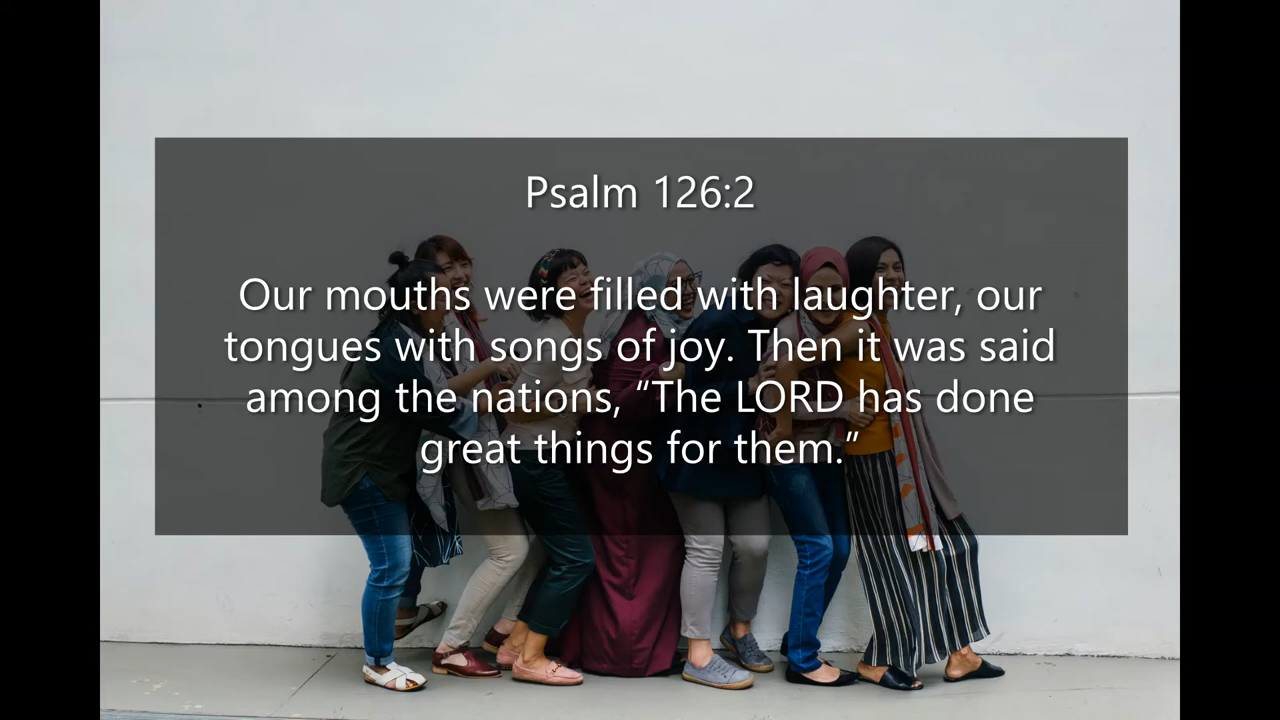 Psalm 126:2
Our mouths were filled with laughter, our
tongues with songs of joy. Then it was said
among the nations, “The LORD has done
great things for them.”